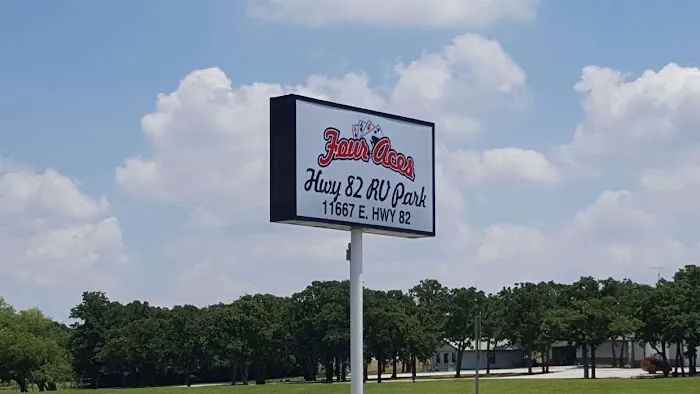 Four Aces
Hwy 82 RV Park
11667 E. HWY 82